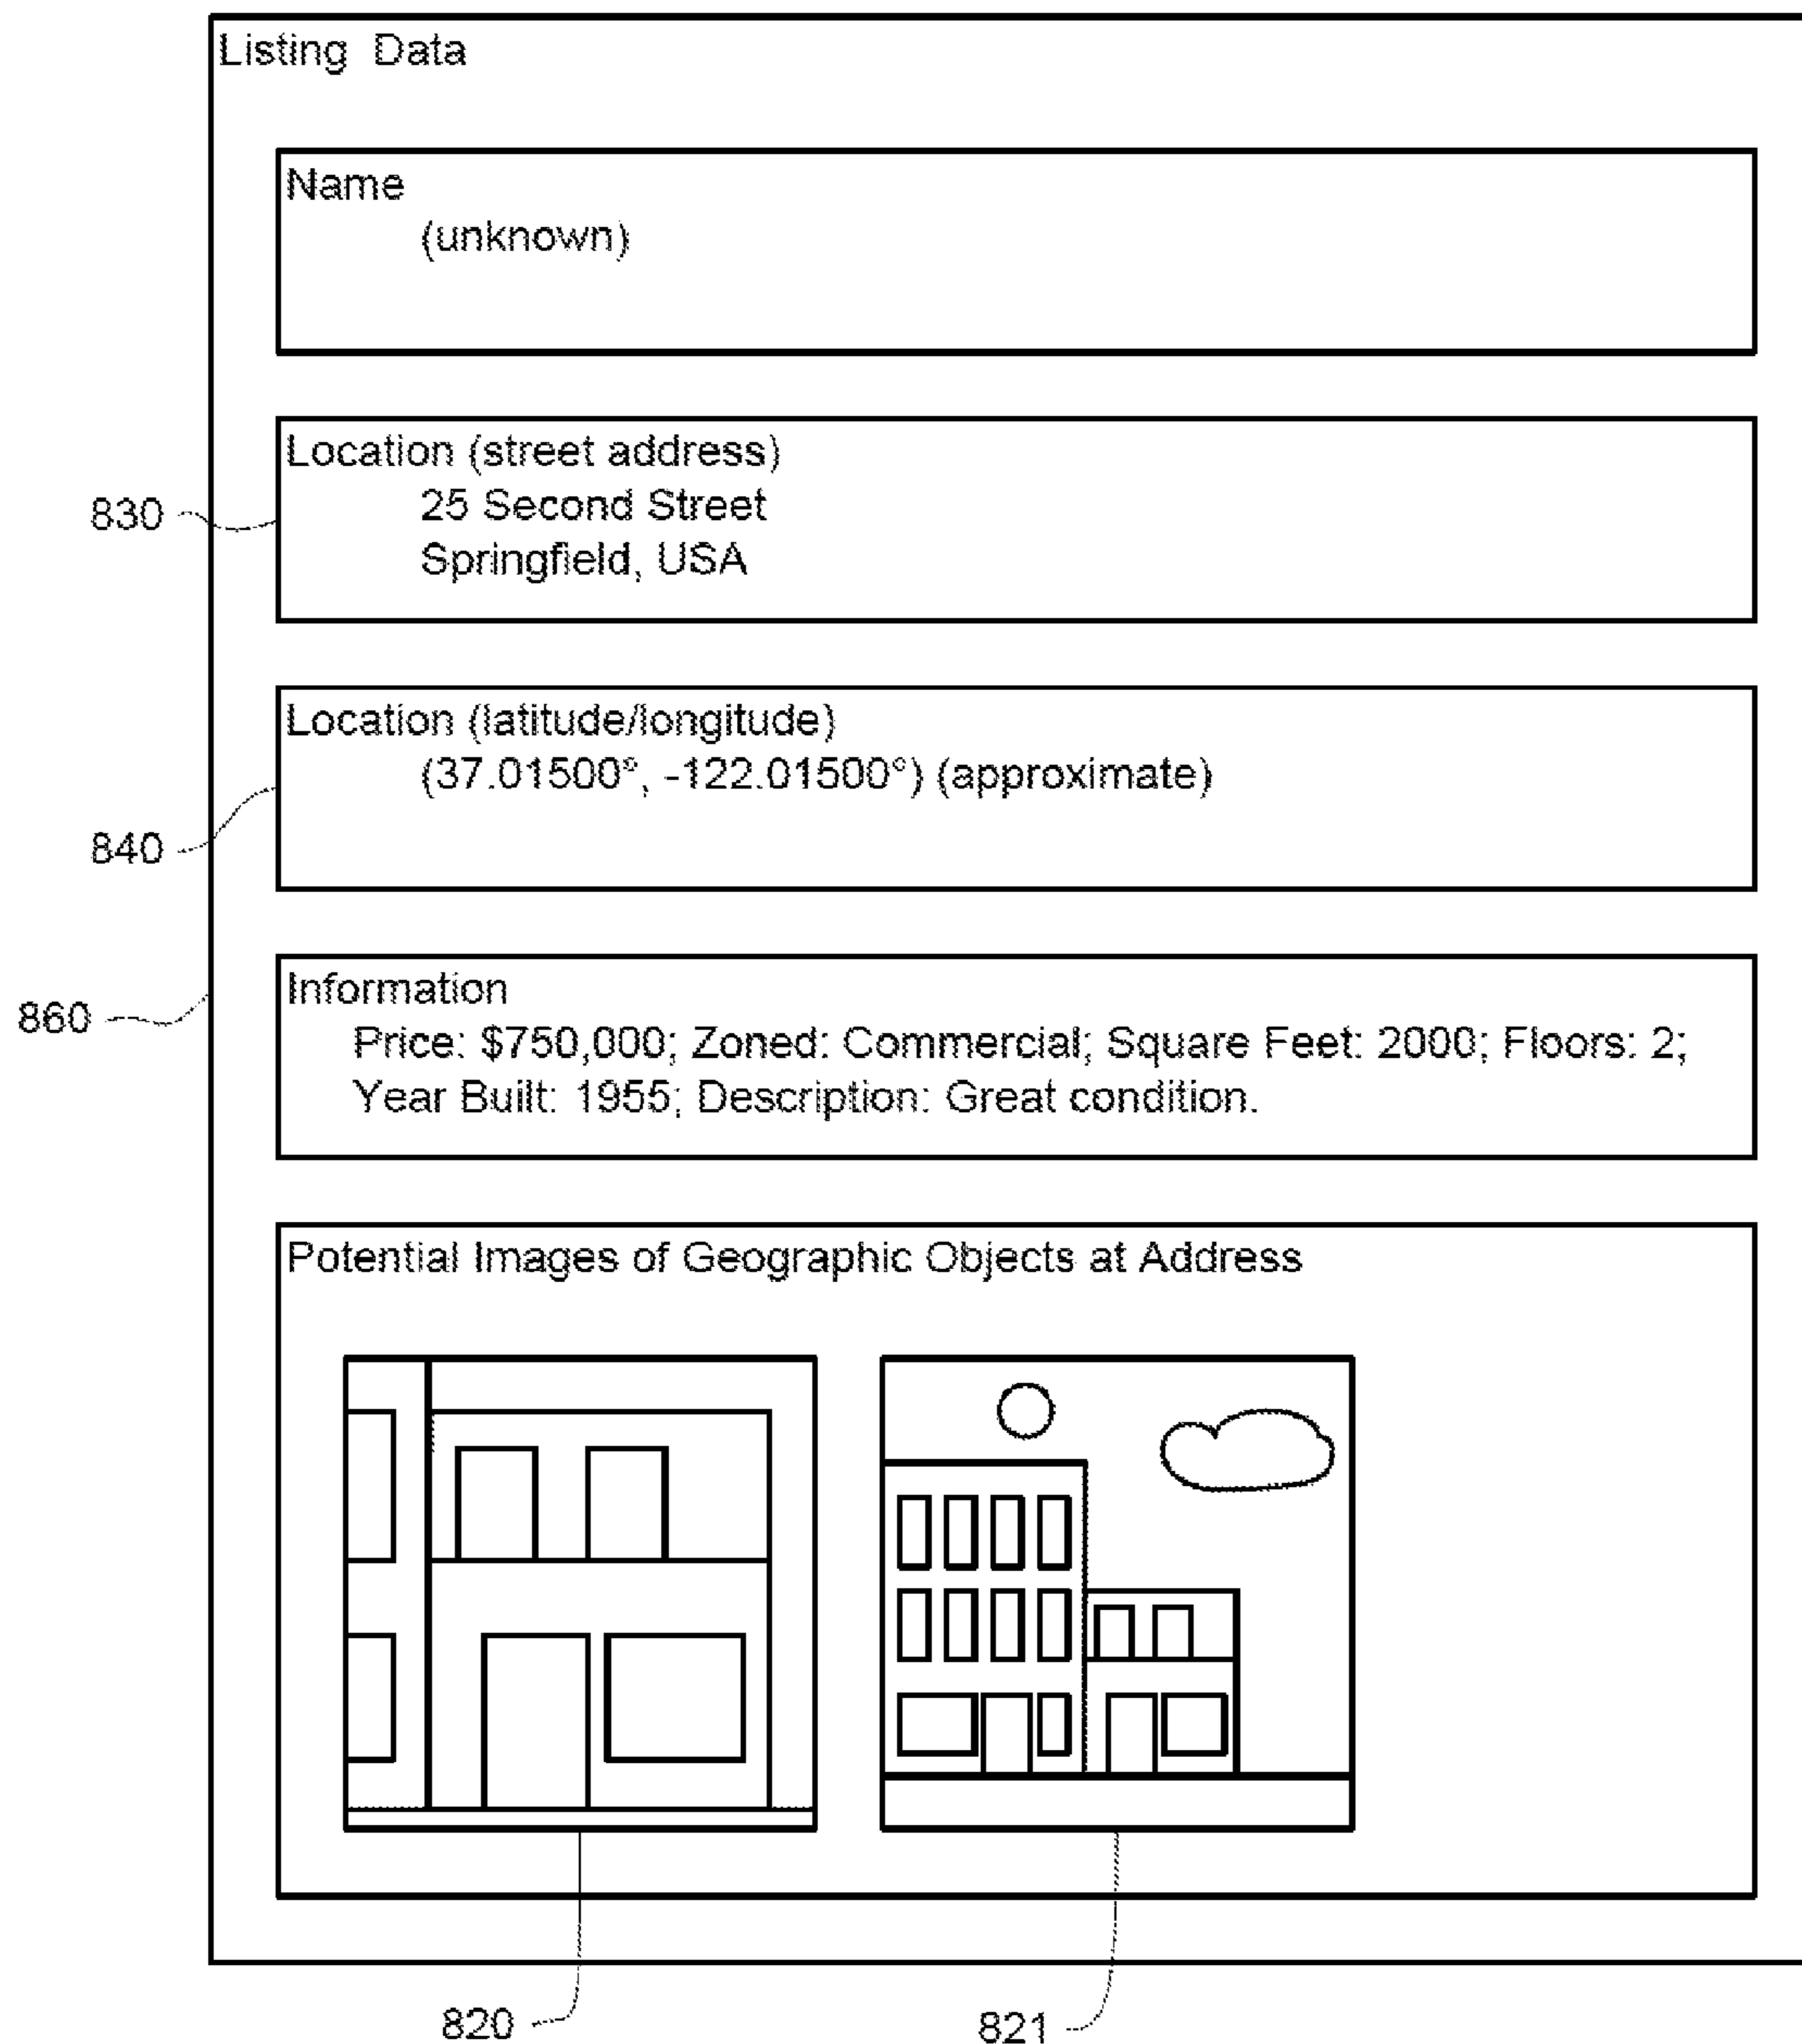 Listing Data
Name
(unknown)
Location (street address)
25 Second Street
Springfield, USA
830
Location (latitude/longitude)
(37.01500°, -122.01500°) (approximate)
840
Information
Price: $750,000; Zoned: Commercial; Square Feet: 2000; Floors: 2;
Year Built: 1955; Description: Great condition.
860
Potential Images of Geographic Objects at Address
820
821